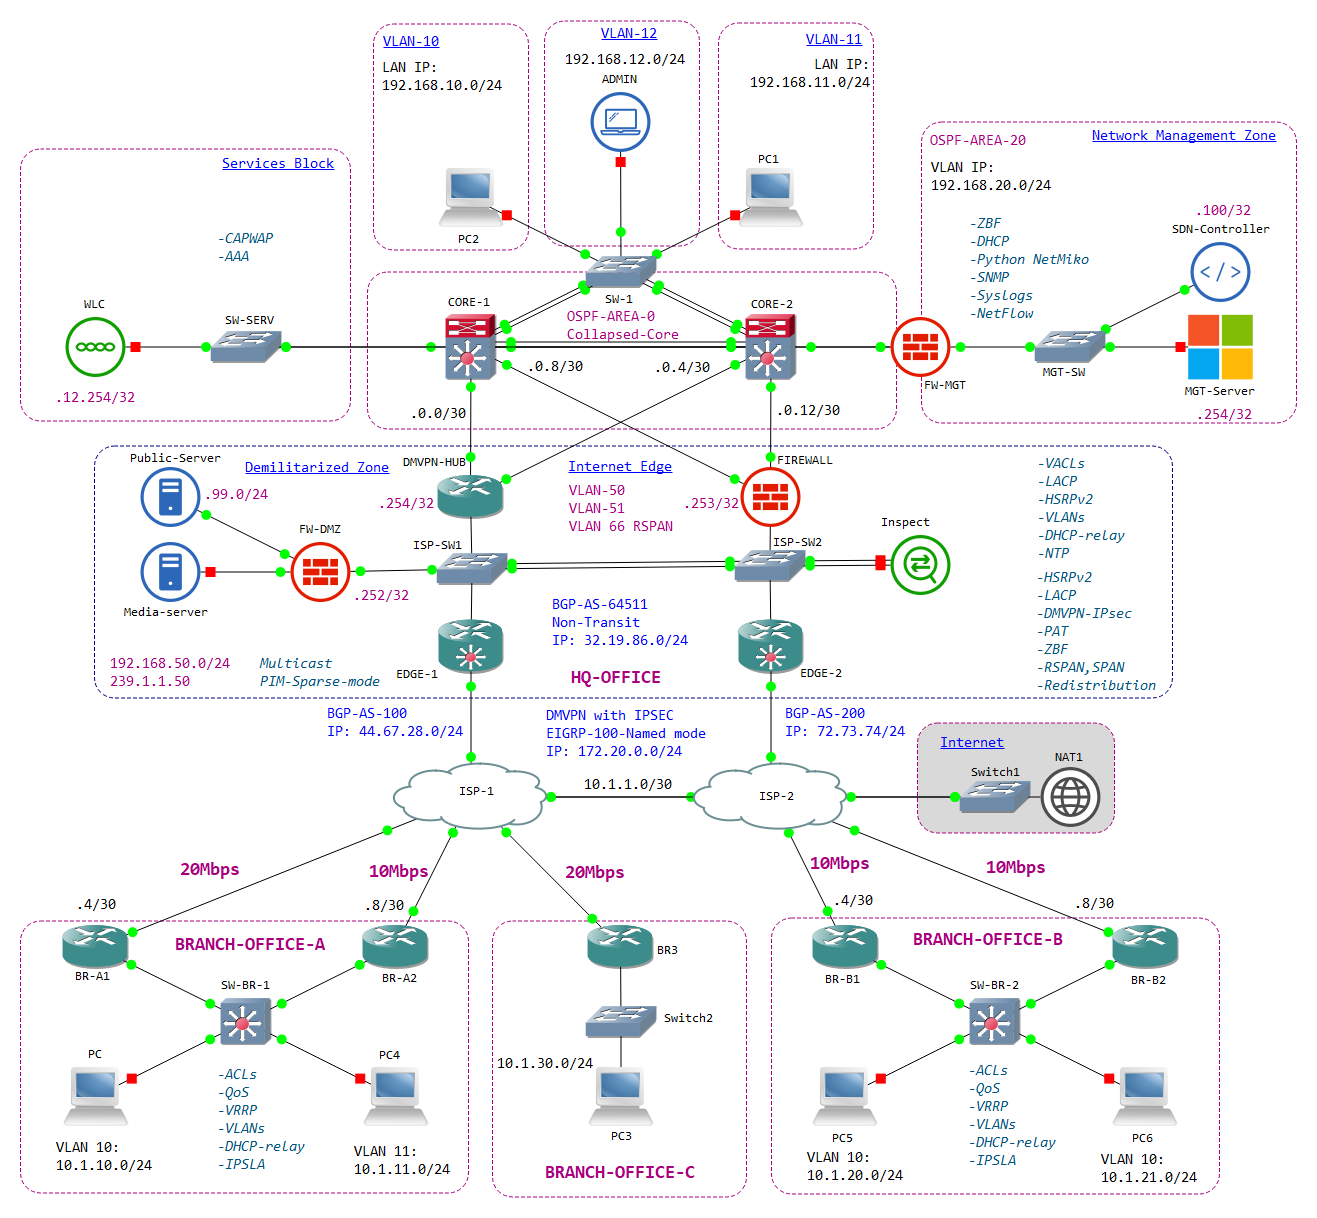 VLAN-10
LAN IP:
192.168.10.0/24
PC2
VLAN-12
192.168.12.0/24
ADMIN
VLAN-11
LAN IP:
192.168.11.0/24
PC1
Services Block
-CAPWAP
-AAA
WLC
SW-SERV
.12.254/32
SW-1
CORE-1
CORE-2
OSPF-AREA-0
Collapsed-Core
.0.8/30
.0.4/30
.0.0/30
.0.12/30
OSPF-AREA-20
Network Management Zone
VLAN IP:
192.168.20.0/24
-ZBF
-DHCP
-Python NetMiko
-SNMP
-Syslogs
-NetFlow
.100/32
SDN-Controller
FW-MGT
MGT-SW
MGT-Server
.254/32
Public-Server
Demilitarized Zone
.99.0/24
FW-DMZ
Media-server
.252/32
192.168.50.0/24
239.1.1.50
Multicast
PIM-Sparse-mode
DMVPN-HUB
.254/32
Internet Edge
VLAN-50
VLAN-51
VLAN 66 RSPAN
FIREWALL
.253/32
ISP-SW1
ISP-SW2
Inspect
BGP-AS-64511
Non-Transit
IP: 32.19.86.0/24
EDGE-1
HQ-OFFICE
EDGE-2
-VACLs
-LACP
-HSRPv2
-VLANs
-DHCP-relay
-NTP
-HSRPv2
-LACP
-DMVPN-IPsec
-PAT
-ZBF
-RSPAN,SPAN
-Redistribution
BGP-AS-100
IP: 44.67.28.0/24
DMVPN with IPSEC
EIGRP-100-Named mode
IP: 172.20.0.0/24
BGP-AS-200
IP: 72.73.74/24
ISP-1
10.1.1.0/30
ISP-2
Internet
Switch1
NAT1
20Mbps
10Mbps
20Mbps
10Mbps
10Mbps
.4/30
.8/30
.4/30
.8/30
BRANCH-OFFICE-A
BR-A1
BR-A2
SW-BR-1
PC
PC4
-ACLs
-QoS
-VRRP
-VLANs
-DHCP-relay
-IPSLA
VLAN 10:
10.1.10.0/24
VLAN 11:
10.1.11.0/24
BR3
Switch2
10.1.30.0/24
PC3
BRANCH-OFFICE-C
BRANCH-OFFICE-B
BR-B1
BR-B2
SW-BR-2
-ACLs
-QoS
-VRRP
-VLANs
-DHCP-relay
-IPSLA
PC5
VLAN 10:
10.1.20.0/24
PC6
VLAN 10:
10.1.21.0/24